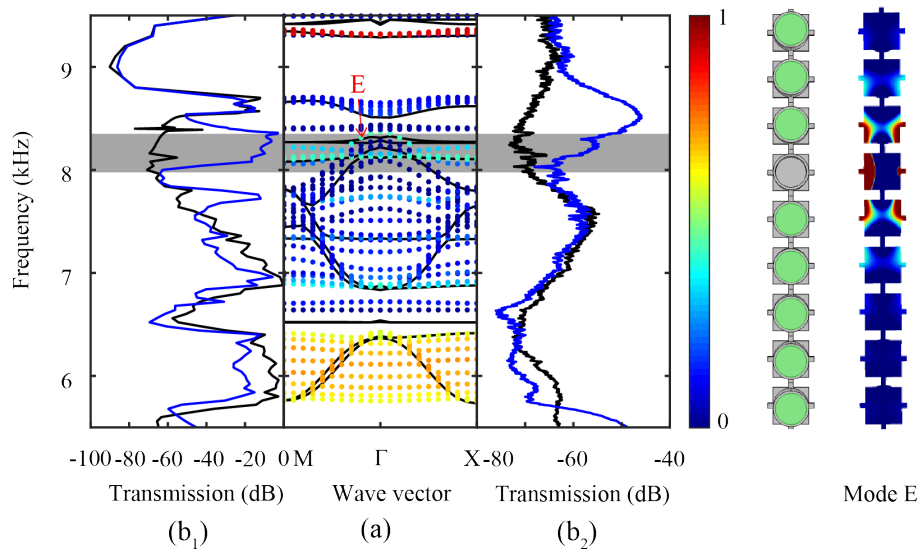 Frequency (kHz)
9
8
7
6
E
-100 -80 -60 -40 -20 0 M Γ X -80 -60 -40
Transmission (dB) Wave vector Transmission (dB)
(b1) (a) (b2)
1
0
Mode E